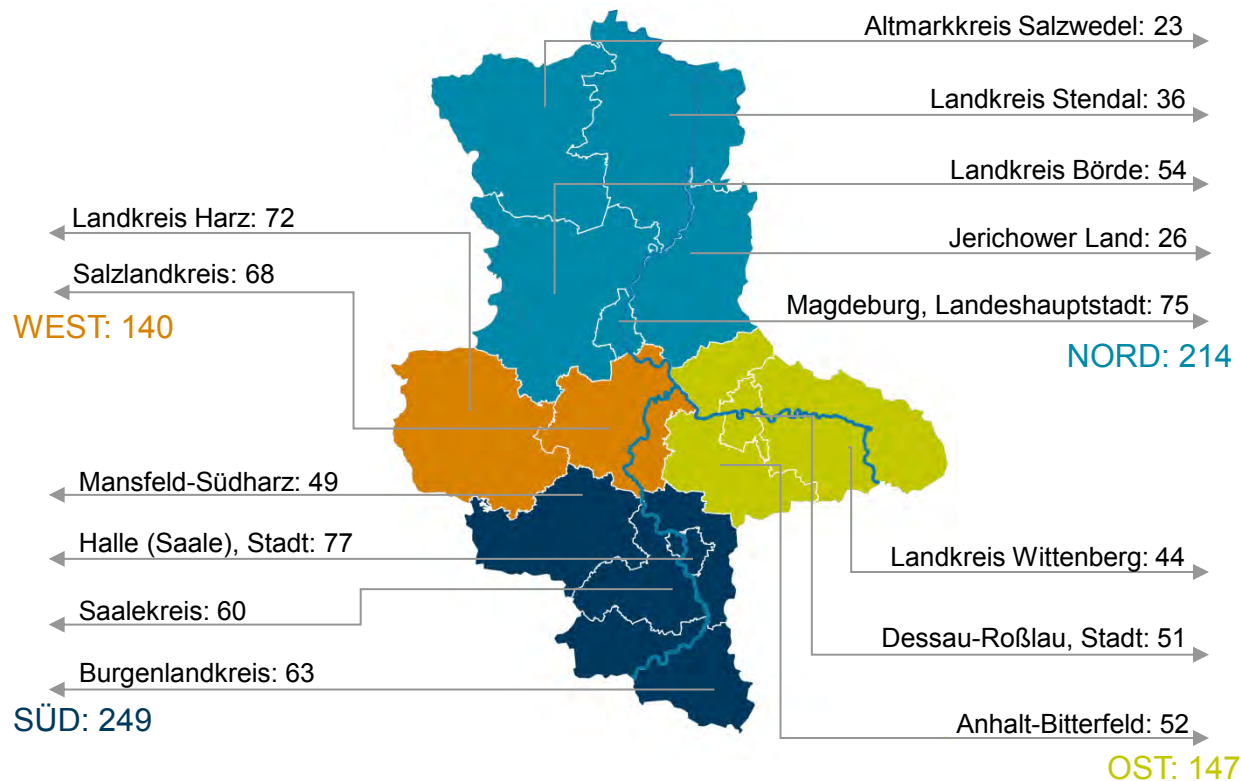 Altmarkkreis Salzwedel: 23
Landkreis Stendal: 36
Landkreis Börde: 54
Jerichower Land: 26
Magdeburg, Landeshauptstadt: 75
NORD: 214
Landkreis Harz: 72
Salzlandkreis: 68
WEST: 140
Mansfeld-Südharz: 49
Halle (Saale), Stadt: 77
Saalekreis: 60
Burgenlandkreis: 63
SÜD: 249
Landkreis Wittenberg: 44
Dessau-Roßlau, Stadt: 51
Anhalt-Bitterfeld: 52
OST: 147